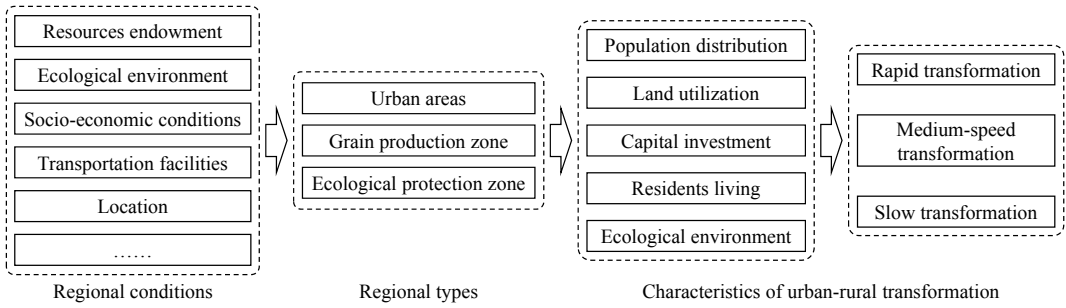 Resources endowment
Ecological environment
Socio-economic conditions
Transportation facilities
Location
……
Regional conditions
Urban areas
Grain production zone
Ecological protection zone
Regional types
Population distribution
Land utilization
Capital investment
Residents living
Ecological environment
Rapid transformation
Medium-speed
transformation
Slow transformation
Characteristics of urban-rural transformation